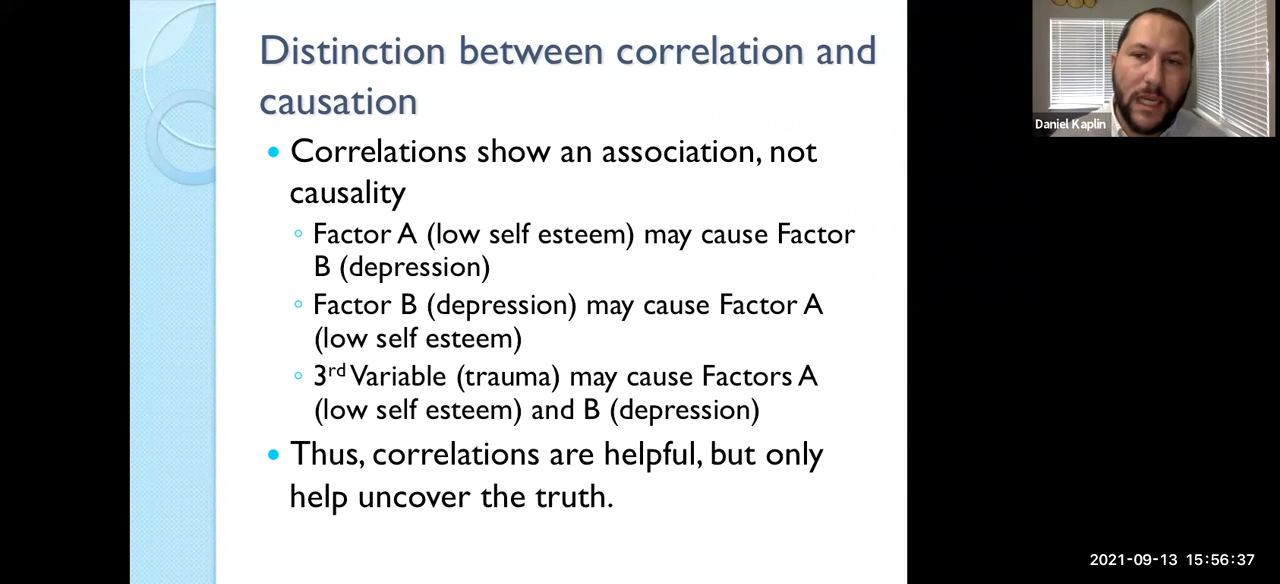 Distinction between correlation and
causation
• Correlations show an association, not
causality
◦ Factor A (low self esteem) may cause Factor
B (depression)
◦ Factor B (depression) may cause Factor A
(low self esteem)
◦ 3rd Variable (trauma) may cause Factors A
(low self esteem) and B (depression)
• Thus, correlations are helpful, but only
help uncover the truth.
Daniel Kaplin
2021-09-13 15:56:37